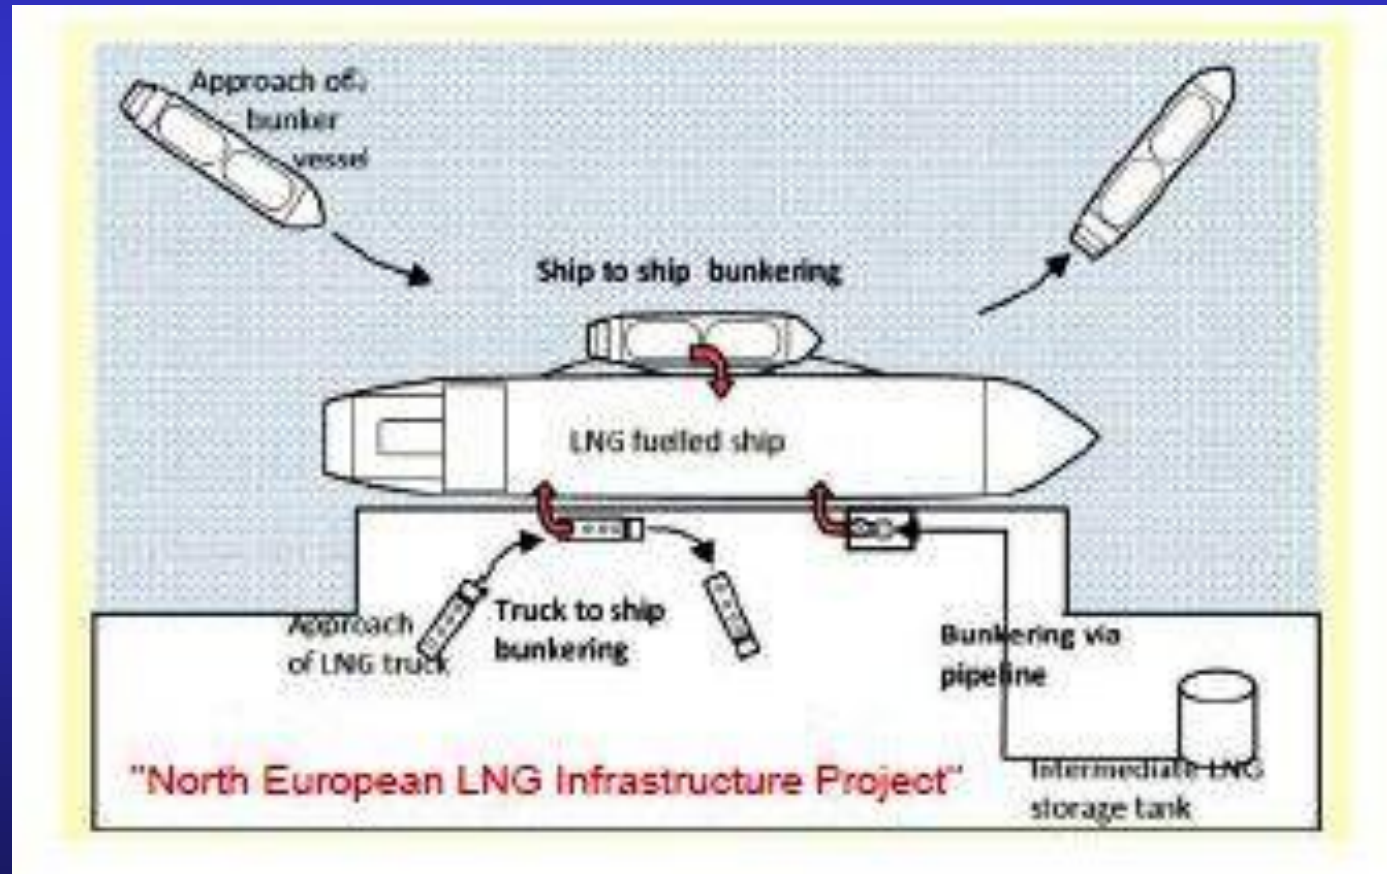 Approach of
bunker
vessel
Ship to ship bunkering
LNG fuelled ship
Approach
of LNG truck
Truck to ship
bunkering
Bunkering via
pipeline
Intermediate LNG
storage tank
"North European LNG Infrastructure Project"